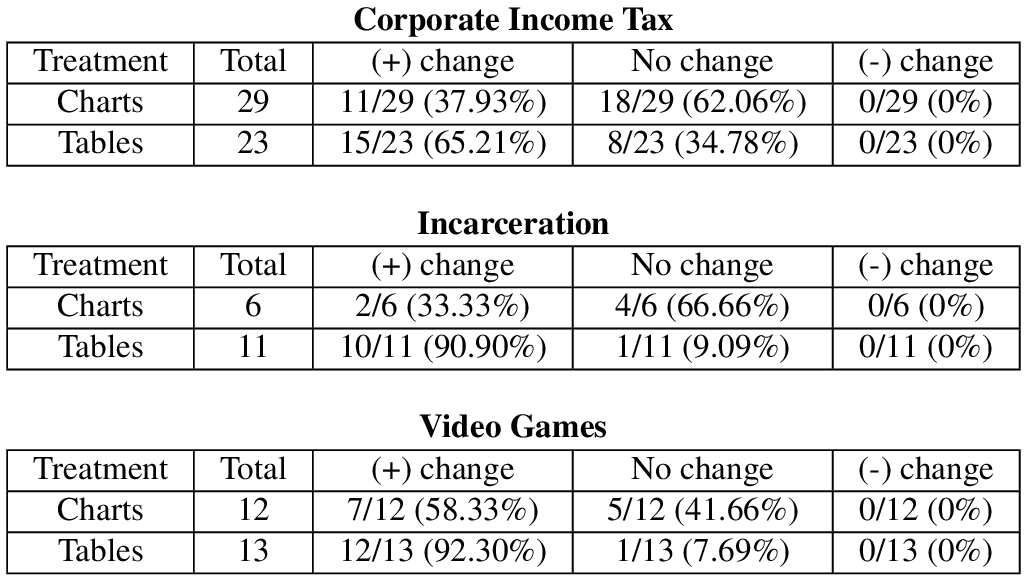 Corporate Income Tax
Treatment Total (+) change No change (-) change
Charts 29 11/29 (37.93%) 18/29 (62.06%) 0/29 (0%)
Tables 23 15/23 (65.21%) 8/23 (34.78%) 0/23 (0%)
Incarceration
Treatment Total (+) change No change (-) change
Charts 6 2/6 (33.33%) 4/6 (66.66%) 0/6 (0%)
Tables 11 10/11 (90.90%) 1/11 (9.09%) 0/11 (0%)
Video Games
Treatment Total (+) change No change (-) change
Charts 12 7/12 (58.33%) 5/12 (41.66%) 0/12 (0%)
Tables 13 12/13 (92.30%) 1/13 (7.69%) 0/13 (0%)